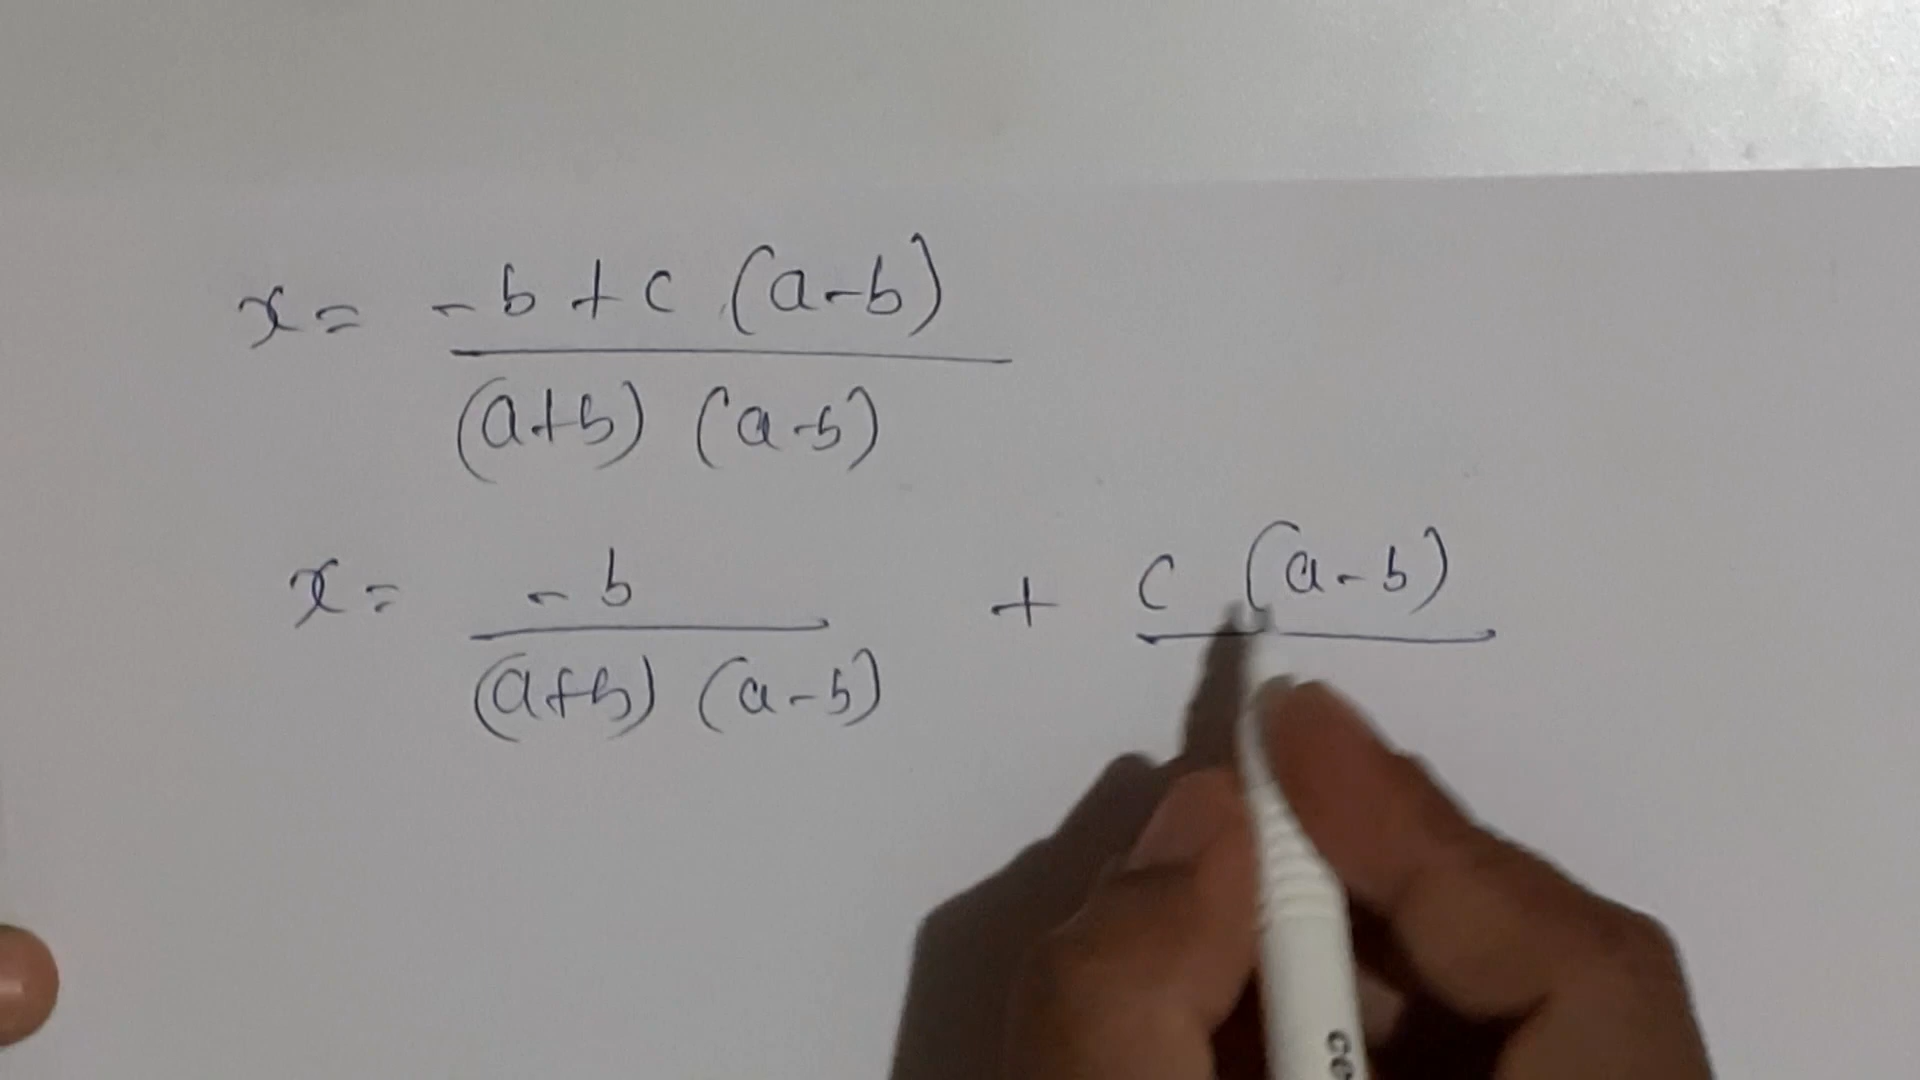 x = -b + c (a-b)
(a+b) (a-b)
x = -b + c (a-b)
(a+b) (a-b)